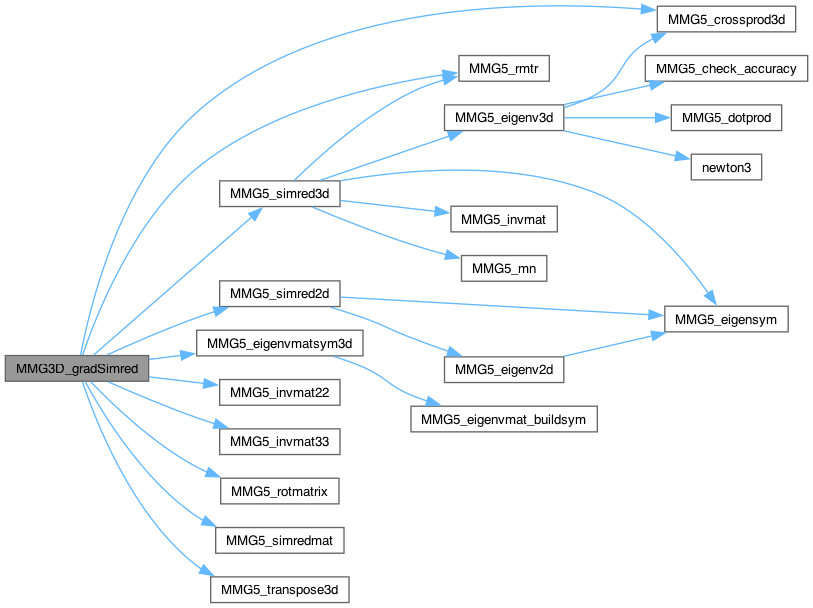 MMG5_crossprod3d
MMG5_rmtr
MMG5_check_accuracy
MMG5_eigenv3d
MMG5_dotprod
newton3
MMG5_simred3d
MMG5_invmat
MMG5_mn
MMG5_simred2d
MMG5_eigensym
MMG5_eigenvmatsym3d
MMG3D_gradSimred
MMG5_eigenv2d
MMG5_invmat22
MMG5_eigenvmat_buildsym
MMG5_invmat33
MMG5_rotmatrix
MMG5_simredmat
MMG5_transpose3d